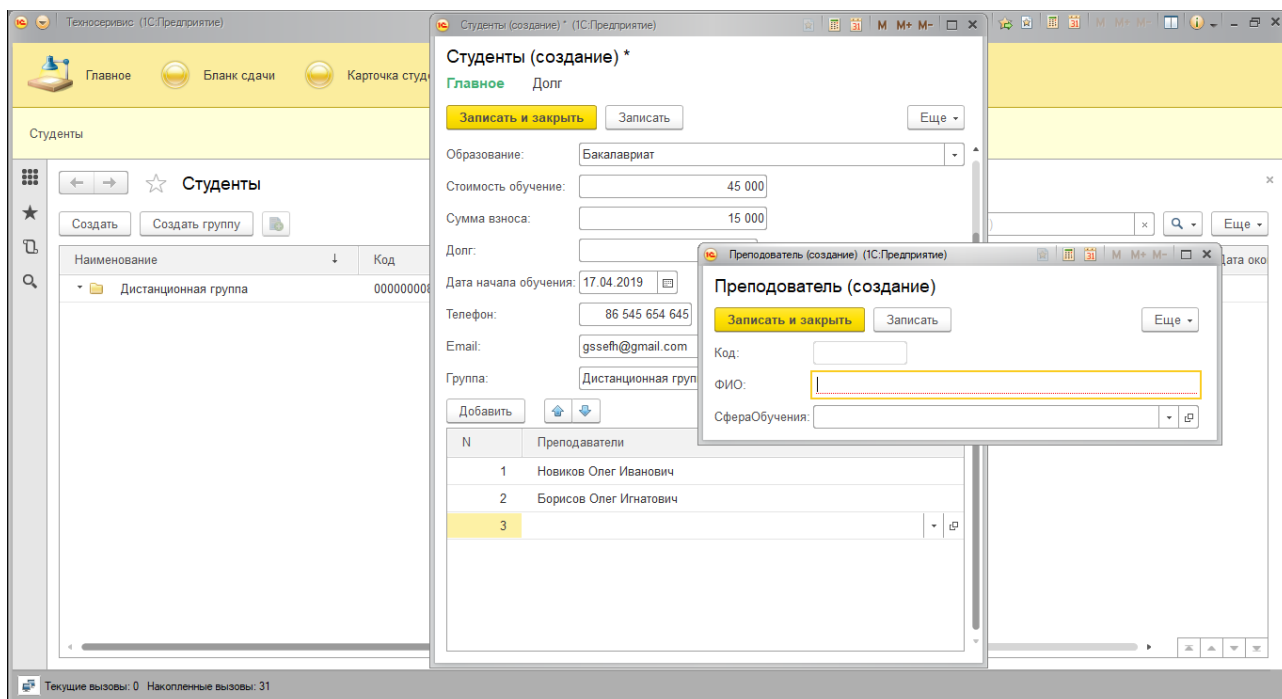 Техносеривис (1С:Предприятие)
Студенты (создание) * (1С:Предприятие)
M M+ M-
M M+ M-
Главное
Бланк сдачи
Карточка студ
Студенты
Студенты
Создать
Создать группу
Еще
Наименование
Код
Дата око
Дистанционная группа
Студенты (создание) *
Главное
Долг
Записать и закрыть
Записать
Еще
Образование:
Бакалавриат
Стоимость обучение:
45 000
Сумма взноса:
15 000
Долг:
Дата начала обучения:
17.04.2019
Телефон:
86 545 654 645
Email:
gssefh@gmail.com
Группа:
Дистанционная груп
Добавить
N
Преподаватели
1
Новиков Олег Иванович
2
Борисов Олег Игнатович
3
Преподователь (создание) (1С:Предприятие)
M M+ M-
Преподователь (создание)
Записать и закрыть
Записать
Еще
Код:
ФИО:
СфераОбучения:
Текущие вызовы: 0 Накопленные вызовы: 31